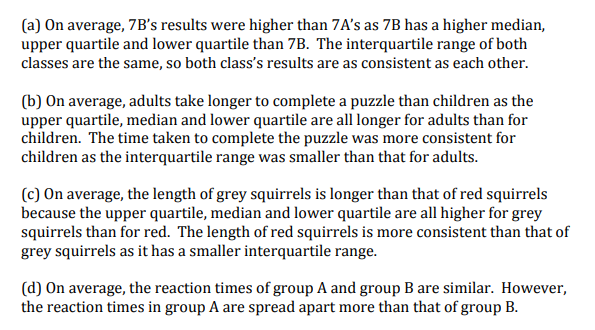 (a) On average, 7B's results were higher than 7A's as 7B has a higher median,
upper quartile and lower quartile than 7B. The interquartile range of both
classes are the same, so both class's results are as consistent as each other.
(b) On average, adults take longer to complete a puzzle than children as the
upper quartile, median and lower quartile are all longer for adults than for
children. The time taken to complete the puzzle was more consistent for
children as the interquartile range was smaller than that for adults.
(c) On average, the length of grey squirrels is longer than that of red squirrels
because the upper quartile, median and lower quartile are all higher for grey
squirrels than for red. The length of red squirrels is more consistent than that of
grey squirrels as it has a smaller interquartile range.
(d) On average, the reaction times of group A and group B are similar. However,
the reaction times in group A are spread apart more than that of group B.